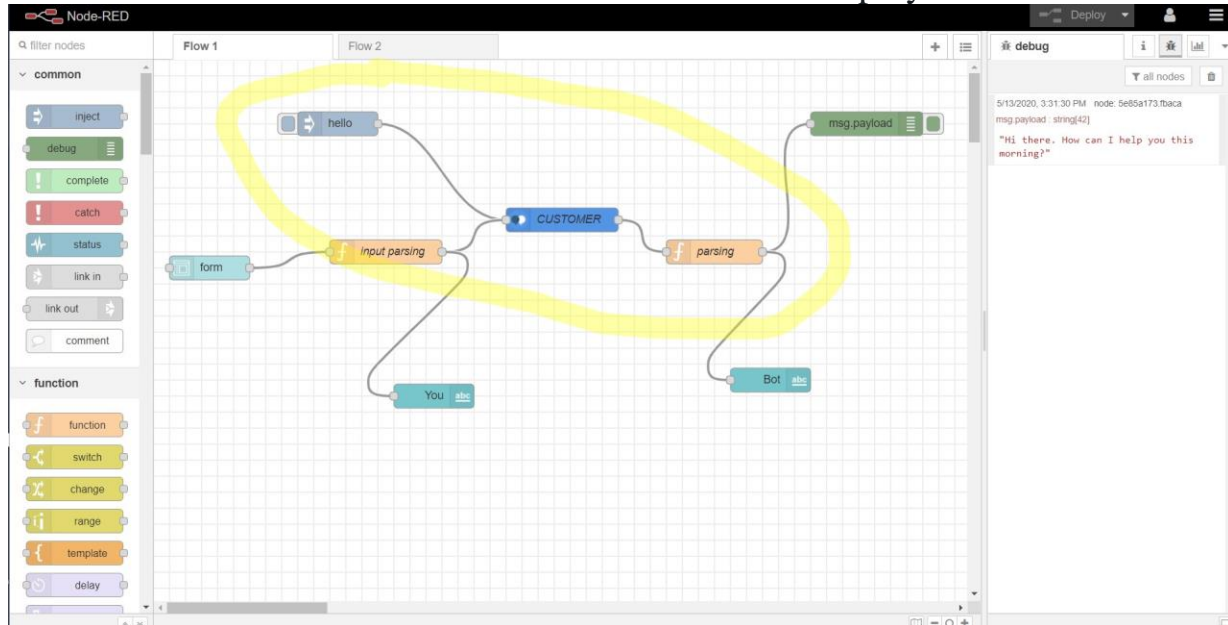 Node-RED
Deploy
filter nodes
Flow 1
Flow 2
debug
i
all nodes
common
inject
debug
complete
catch
status
link in
link out
comment
function
function
switch
change
range
template
delay
hello
msg.payload
CUSTOMER
input parsing
parsing
form
You abc
Bot abc
5/13/2020, 3:31:30 PM node: 5e85a173.fbaca
msg.payload : string[42]
"Hi there. How can I help you this
morning?"